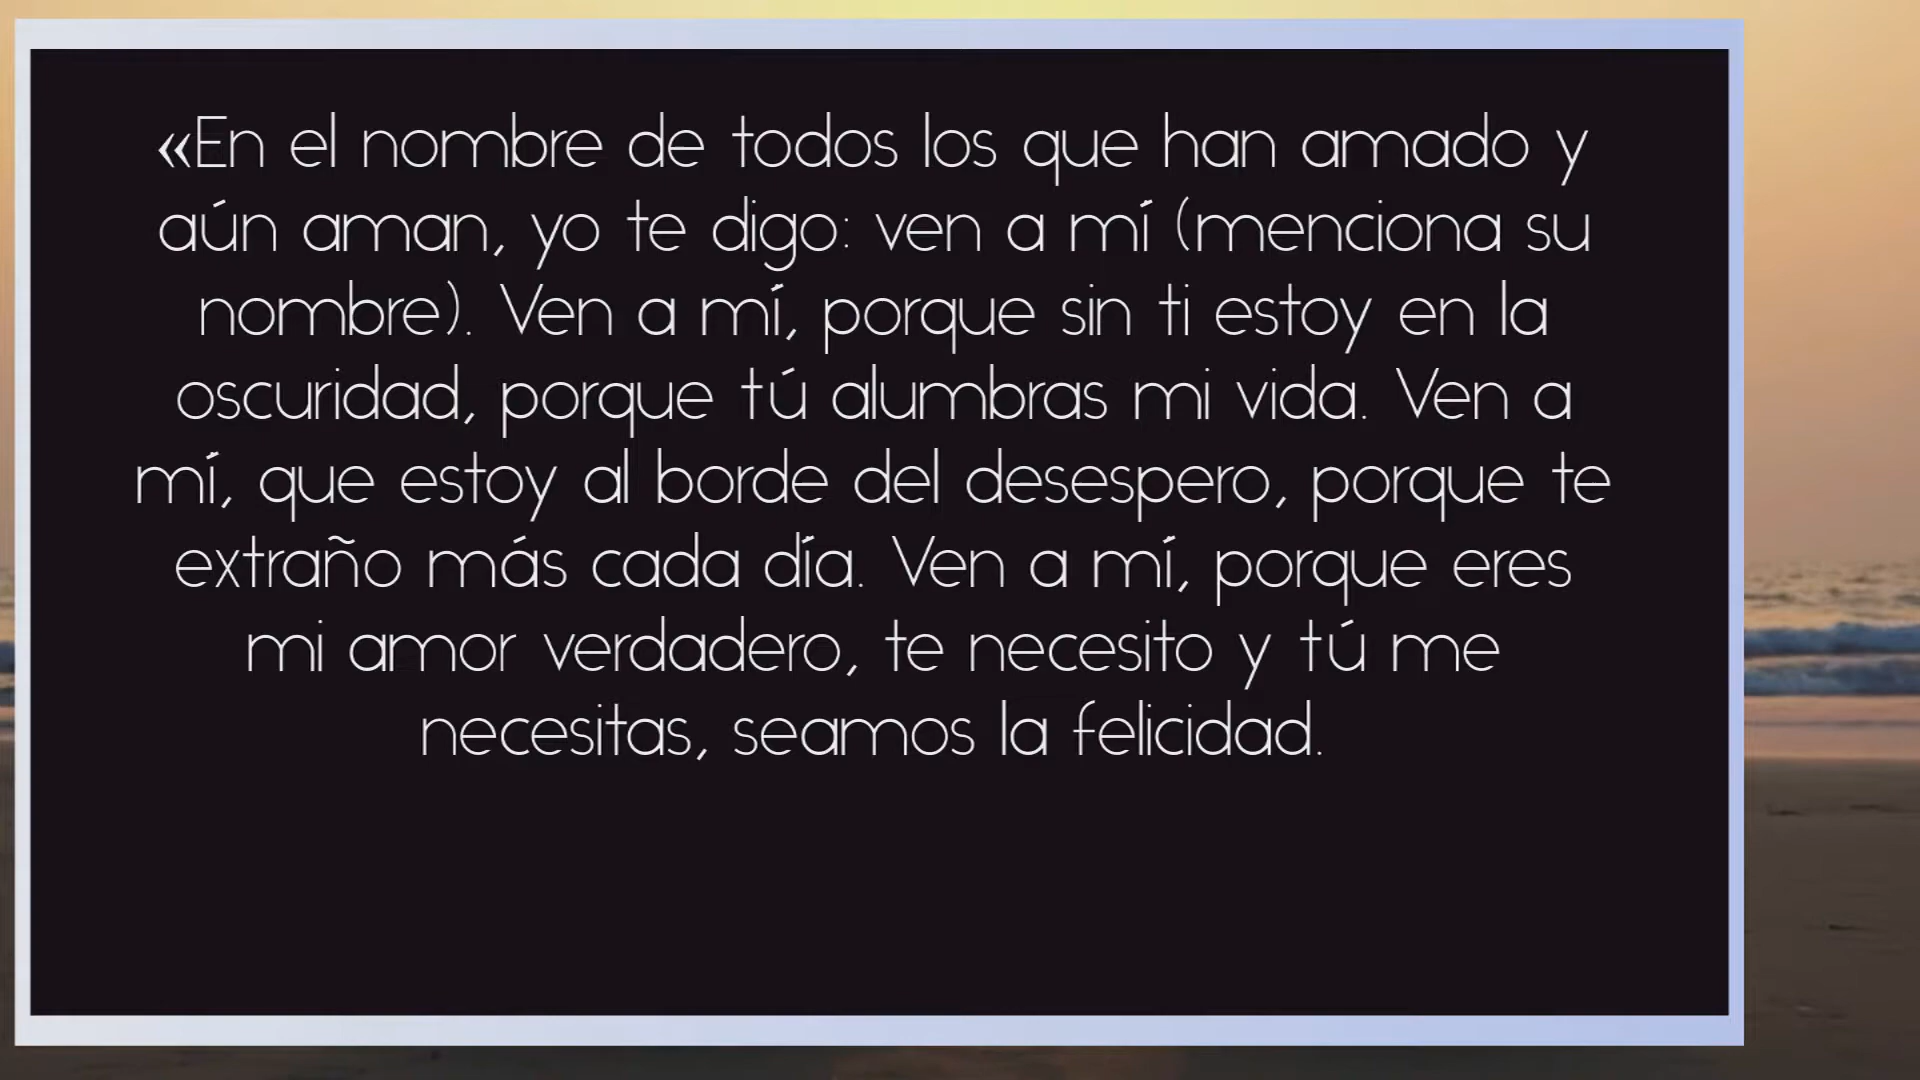 «En el nombre de todos los que han amado y
aún aman, yo te digo: ven a mí (menciona su
nombre). Ven a mí, porque sin ti estoy en la
oscuridad, porque tú alumbras mi vida. Ven a
mí, que estoy al borde del desespero, porque te
extraño más cada día. Ven a mí, porque eres
mi amor verdadero, te necesito y tú me
necesitas, seamos la felicidad.